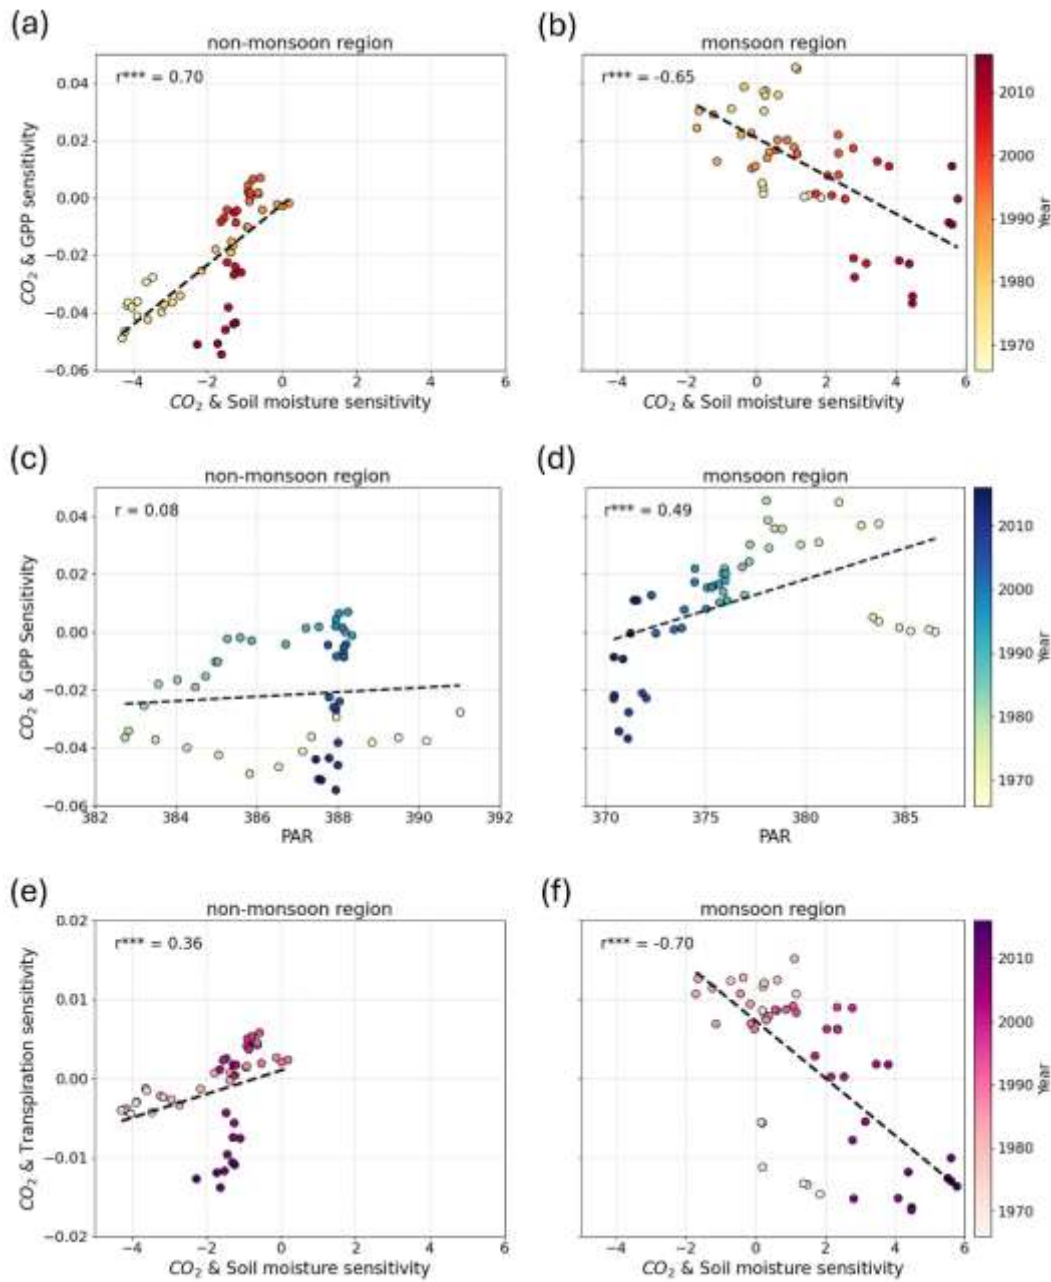 (a)
non-monsoon region
r*** = 0.70
0.04
0.02
0.00
−0.02
−0.04
−0.06
CO2 & GPP sensitivity
−4
−2
0
2
4
6
CO2 & Soil moisture sensitivity
(b)
monsoon region
r*** = -0.65
−4
−2
0
2
4
6
CO2 & Soil moisture sensitivity
2010
2000
1990
1980
1970
Year
(c)
non-monsoon region
r = 0.08
0.04
0.02
0.00
−0.02
−0.04
−0.06
CO2 & GPP Sensitivity
382
384
386
388
390
392
PAR
(d)
monsoon region
r*** = 0.49
370
375
380
385
PAR
2010
2000
1990
1980
1970
Year
(e)
non-monsoon region
r*** = 0.36
0.02
0.01
0.00
−0.01
−0.02
CO2 & Transpiration sensitivity
−4
−2
0
2
4
6
CO2 & Soil moisture sensitivity
(f)
monsoon region
r*** = -0.70
−4
−2
0
2
4
6
CO2 & Soil moisture sensitivity
2010
2000
1990
1980
1970
Year